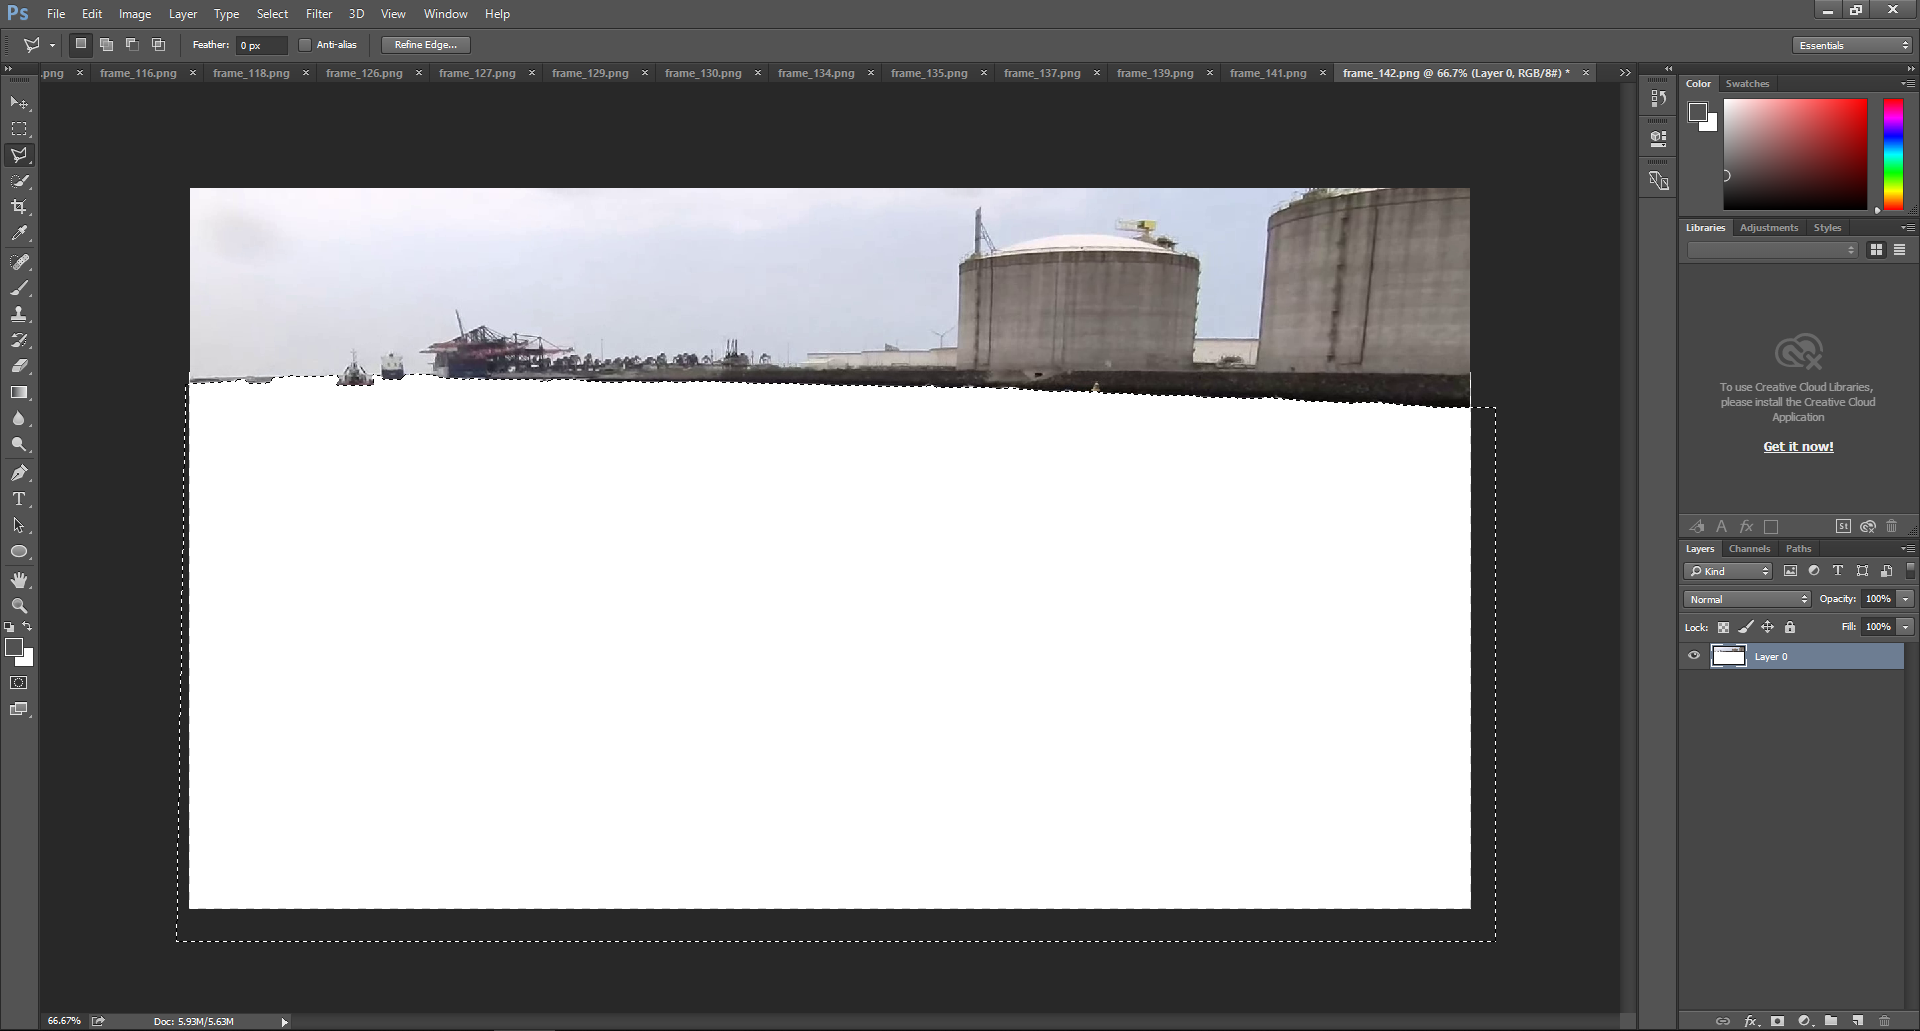 Ps File Edit Image Layer Type Select Filter 3D View Window Help
Feather: 0 px Anti-alias Refine Edge... Essentials
.png × frame_116.png × frame_118.png × frame_126.png × frame_127.png × frame_129.png × frame_130.png × frame_134.png × frame_135.png × frame_137.png × frame_139.png × frame_141.png × frame_142.png @ 66.7% (Layer 0, RGB/8#) * ×
Color Swatches
Libraries Adjustments Styles
To use Creative Cloud Libraries,
please install the Creative Cloud
Application
Get it now!
St
Layers Channels Paths
Kind
Normal Opacity: 100%
Lock: Fill: 100%
Layer 0
66.67% Doc: 5.93M/5.63M